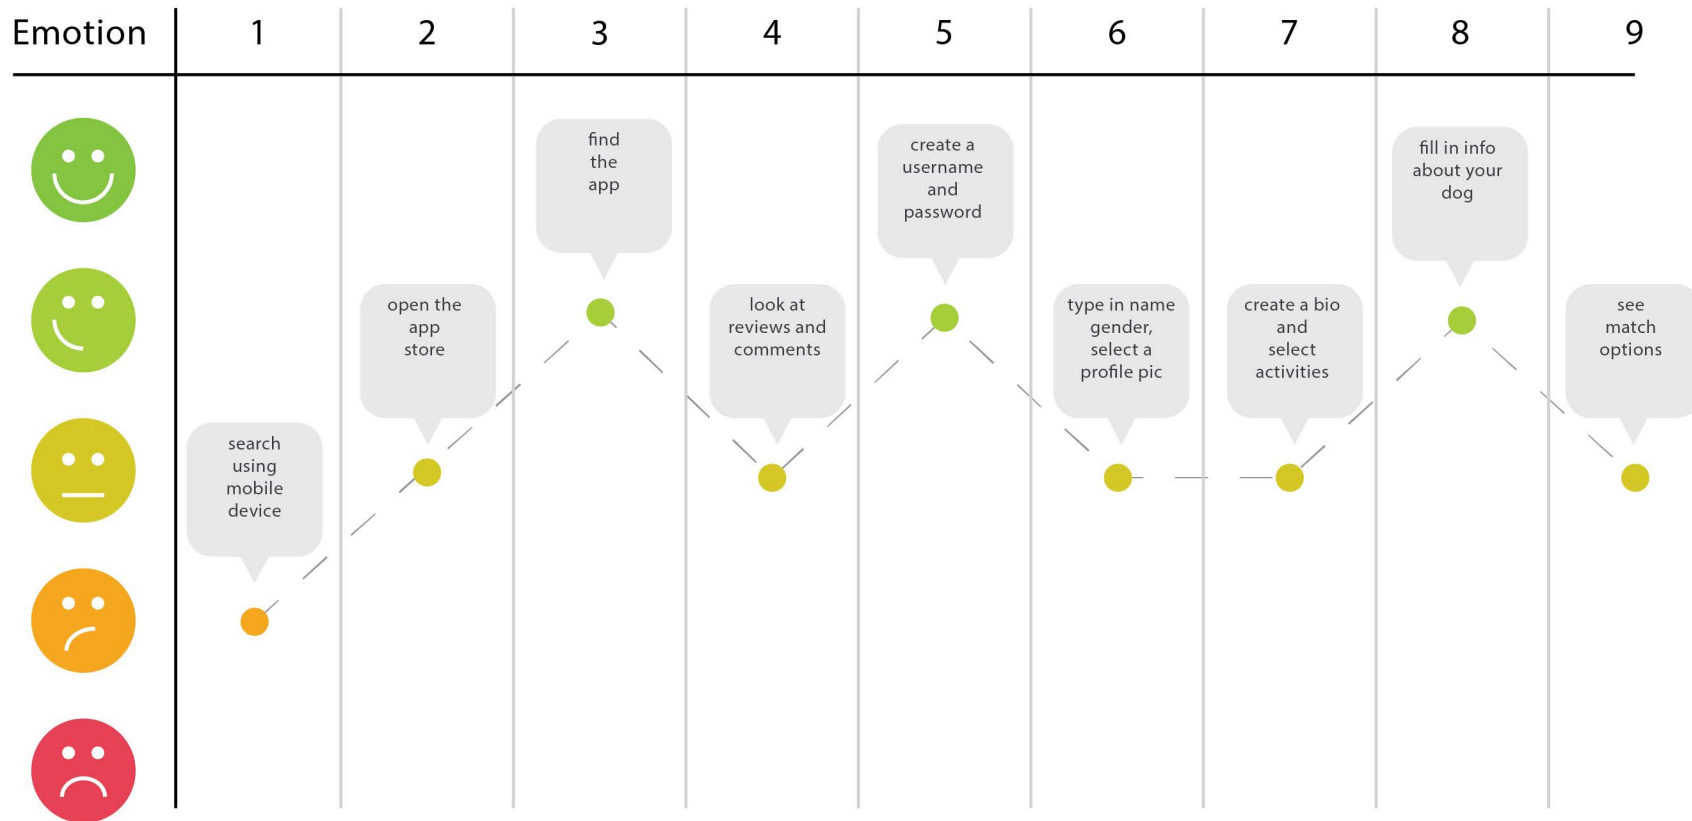 Emotion 1 2 3 4 5 6 7 8 9
search
using
mobile
device
open the
app
store
find
the
app
look at
reviews and
comments
create a
username
and
password
type in name
gender,
select a
profile pic
create a bio
and
select
activities
fill in info
about your
dog
see
match
options